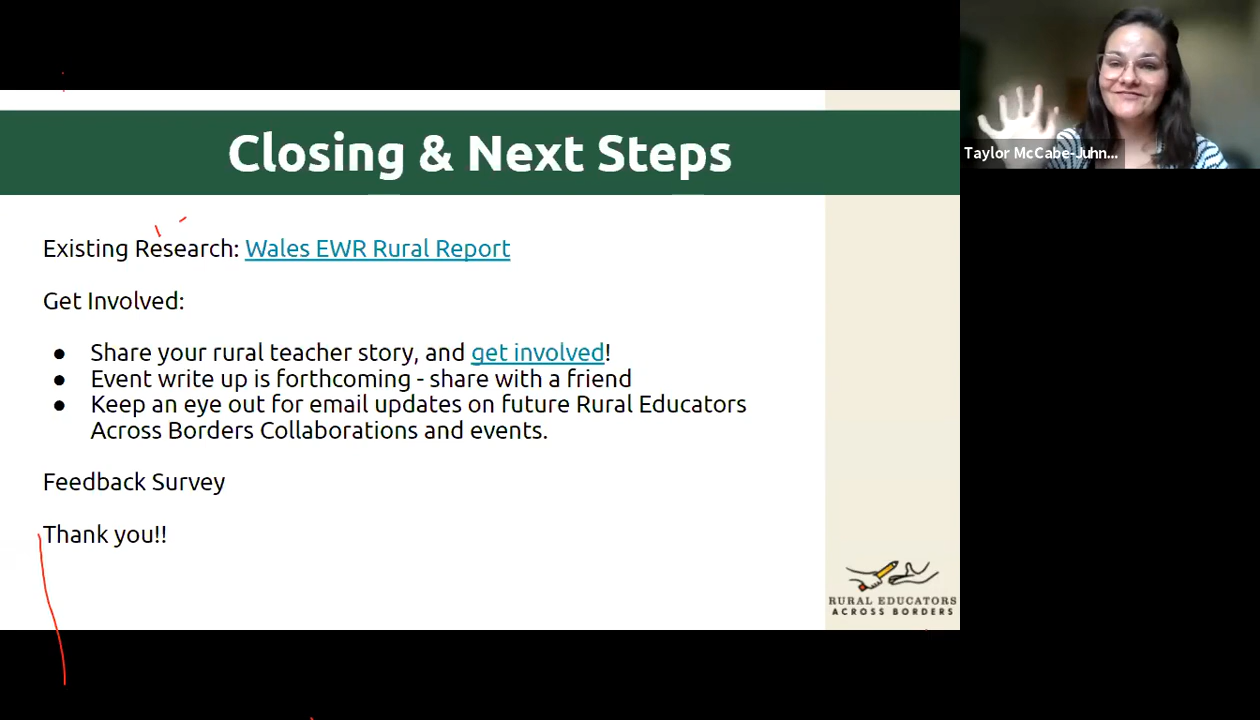 Closing & Next Steps
Taylor McCabe-Juhn...
Existing Research: Wales EWR Rural Report
Get Involved:
● Share your rural teacher story, and get involved!
● Event write up is forthcoming - share with a friend
● Keep an eye out for email updates on future Rural Educators
Across Borders Collaborations and events.
Feedback Survey
Thank you!!
RURAL EDUCATORS
ACROSS BORDERS